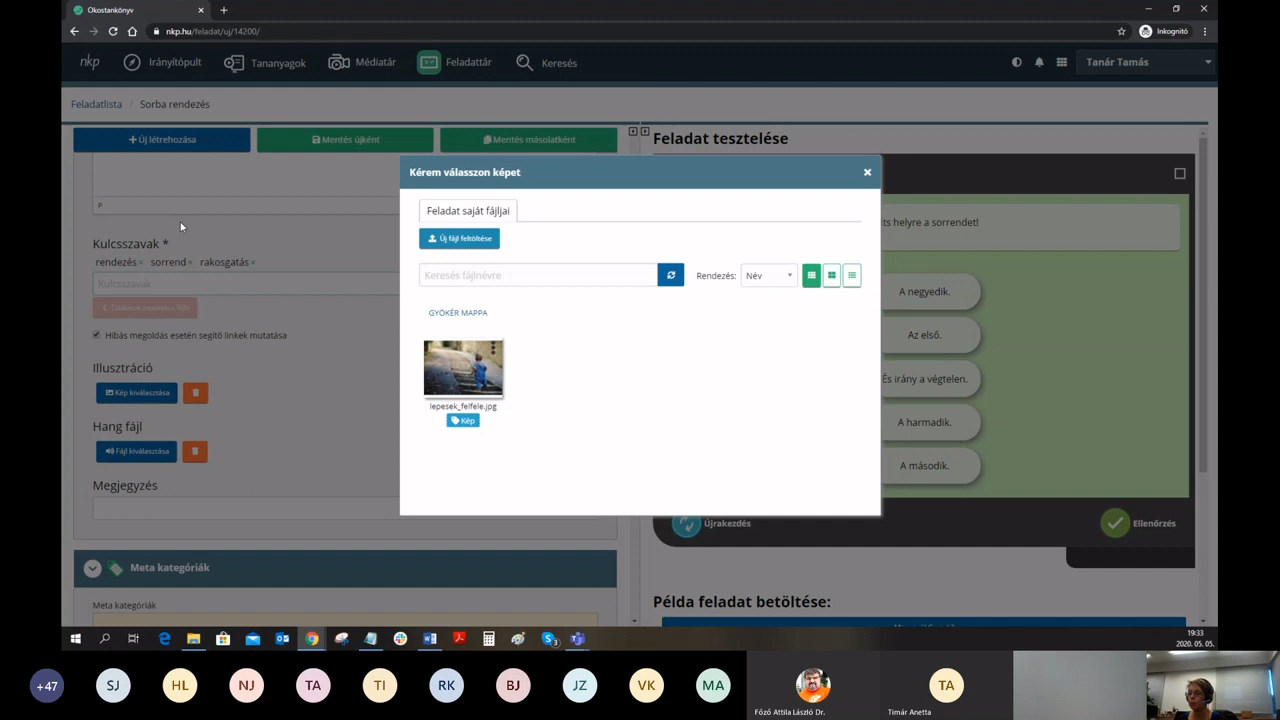 Okostankönyv
nkp.hu/feladat/uj/14200/
Inkognitó
nkp
Irányítópult
Tananyagok
Médiatár
Feladattár
Keresés
Tanár Tamás
Feladatlista / Sorba rendezés
Új létrehozása
Mentés újként
Mentés másolatként
P
Kulcsszavak *
rendezés × sorrend × rakosgatás ×
Kulcsszavak
Hibás megoldás esetén segítő linkek mutatása
Illusztráció
Kép kiválasztása
Hang fájl
Fájl kiválasztása
Megjegyzés
Meta kategóriák
Meta kategóriák
Kérem válasszon képet
Feladat saját fájljai
Új fájl feltöltése
Keresés fájlnévre
Rendezés:
Név
GYÖKÉR MAPPA
lepesek_felfele.jpg
Kép
Feladat tesztelése
ts helyre a sorrendet!
A negyedik.
Az első.
És irány a végtelen.
A harmadik.
A második.
Újrakezdés
Ellenőrzés
Példa feladat betöltése:
3
19:33
2020. 05. 05.
+47
SJ
HL
NJ
TA
TI
RK
BJ
JZ
VK
MA
Főző Attila László Dr.
TA
Timár Anetta